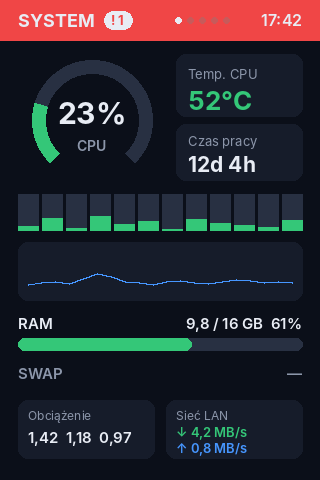 SYSTEM !1 17:42
23%
CPU
Temp. CPU
52°C
Czas pracy
12d 4h
RAM 9,8 / 16 GB 61%
SWAP —
Obciążenie
1,42 1,18 0,97
Sieć LAN
↓ 4,2 MB/s
↑ 0,8 MB/s